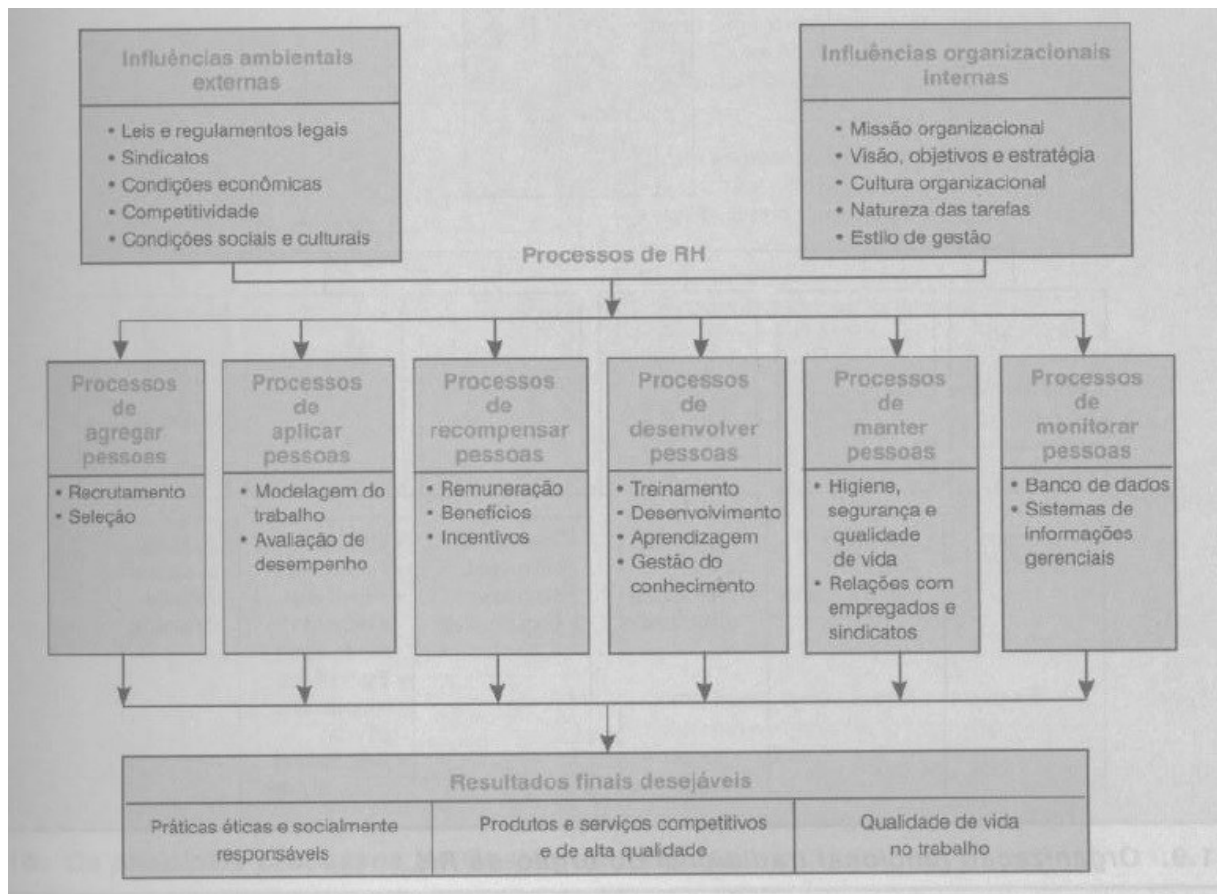 Influências ambientais
externas
• Leis e regulamentos legais
• Sindicatos
• Condições econômicas
• Competitividade
• Condições sociais e culturais
Influências organizacionais
internas
• Missão organizacional
• Visão, objetivos e estratégia
• Cultura organizacional
• Natureza das tarefas
• Estilo de gestão
Processos de RH
Processos
de
agregar
pessoas
• Recrutamento
• Seleção
Processos
de
aplicar
pessoas
• Modelagem do
trabalho
• Avaliação de
desempenho
Processos
de
recompensar
pessoas
• Remuneração
• Benefícios
• Incentivos
Processos
de
desenvolver
pessoas
• Treinamento
• Desenvolvimento
• Aprendizagem
• Gestão do
conhecimento
Processos
de
manter
pessoas
• Higiene,
segurança e
qualidade
de vida
• Relações com
empregados e
sindicatos
Processos
de
monitorar
pessoas
• Banco de dados
• Sistemas de
informações
gerenciais
Resultados finais desejáveis
Práticas éticas e socialmente
responsáveis
Produtos e serviços competitivos
e de alta qualidade
Qualidade de vida
no trabalho